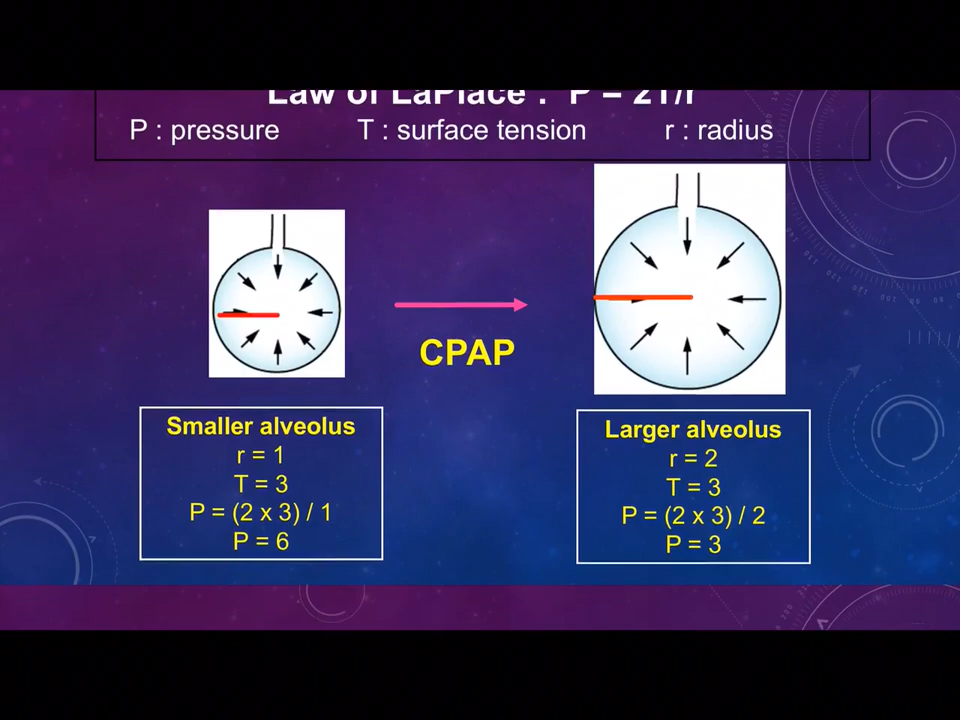 Law of LaPlace : P = 2T/r
P : pressure T : surface tension r : radius
CPAP
Smaller alveolus
r = 1
T = 3
P = (2 x 3) / 1
P = 6
Larger alveolus
r = 2
T = 3
P = (2 x 3) / 2
P = 3